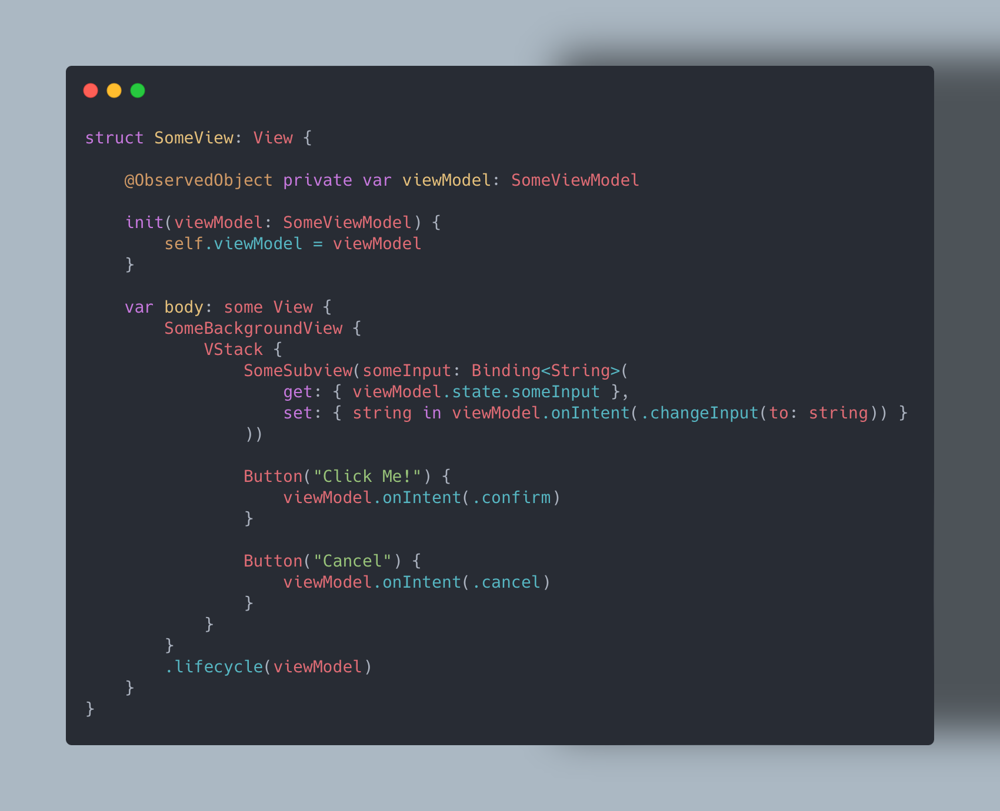 struct SomeView: View {

    @ObservedObject private var viewModel: SomeViewModel

    init(viewModel: SomeViewModel) {
        self.viewModel = viewModel
    }

    var body: some View {
        SomeBackgroundView {
            VStack {
                SomeSubview(someInput: Binding<String>(
                    get: { viewModel.state.someInput },
                    set: { string in viewModel.onIntent(.changeInput(to: string)) }
                ))

                Button("Click Me!") {
                    viewModel.onIntent(.confirm)
                }

                Button("Cancel") {
                    viewModel.onIntent(.cancel)
                }
            }
        }
        .lifecycle(viewModel)
    }
}